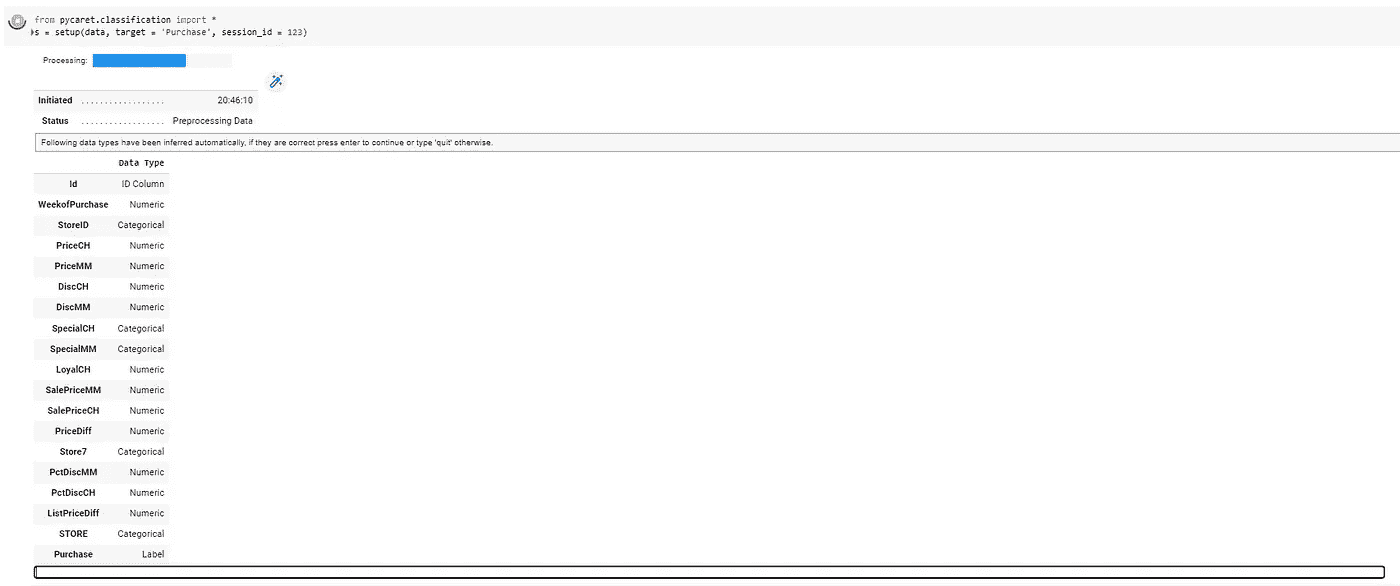 from pycaret.classification import *
s = setup(data, target = 'Purchase', session_id = 123)
Processing:
Initiated .................. 20:46:10
Status .................. Preprocessing Data
Following data types have been inferred automatically, if they are correct press enter to continue or type 'quit' otherwise.
Data Type
Id ID Column
WeekofPurchase Numeric
StoreID Categorical
PriceCH Numeric
PriceMM Numeric
DiscCH Numeric
DiscMM Numeric
SpecialCH Categorical
SpecialMM Categorical
LoyalCH Numeric
SalePriceMM Numeric
SalePriceCH Numeric
PriceDiff Numeric
Store7 Categorical
PctDiscMM Numeric
PctDiscCH Numeric
ListPriceDiff Numeric
STORE Categorical
Purchase Label